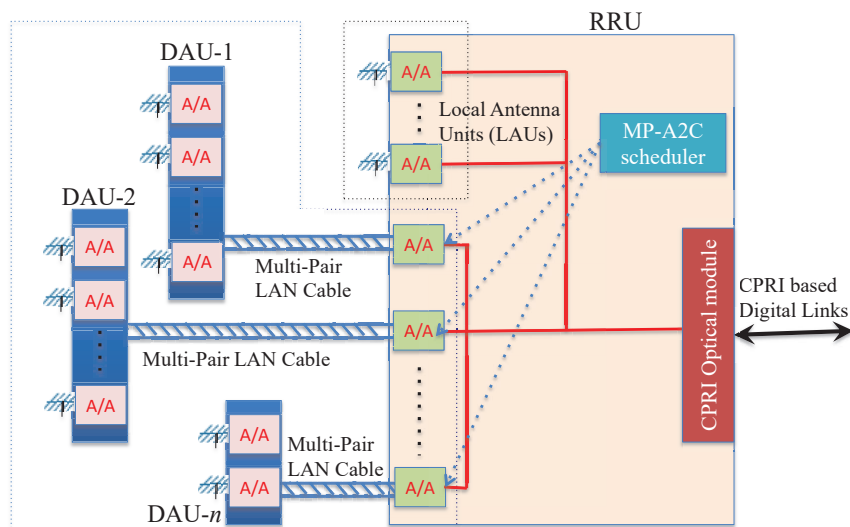 RRU
DAU-1
A/A
A/A
A/A
DAU-2
A/A
A/A
A/A
A/A
A/A
Local Antenna
Units (LAUs)
MP-A2C
scheduler
A/A
Multi-Pair
LAN Cable
A/A
Multi-Pair LAN Cable
CPRI Optical module
CPRI based
Digital Links
A/A
A/A
Multi-Pair
LAN Cable
A/A
DAU-n